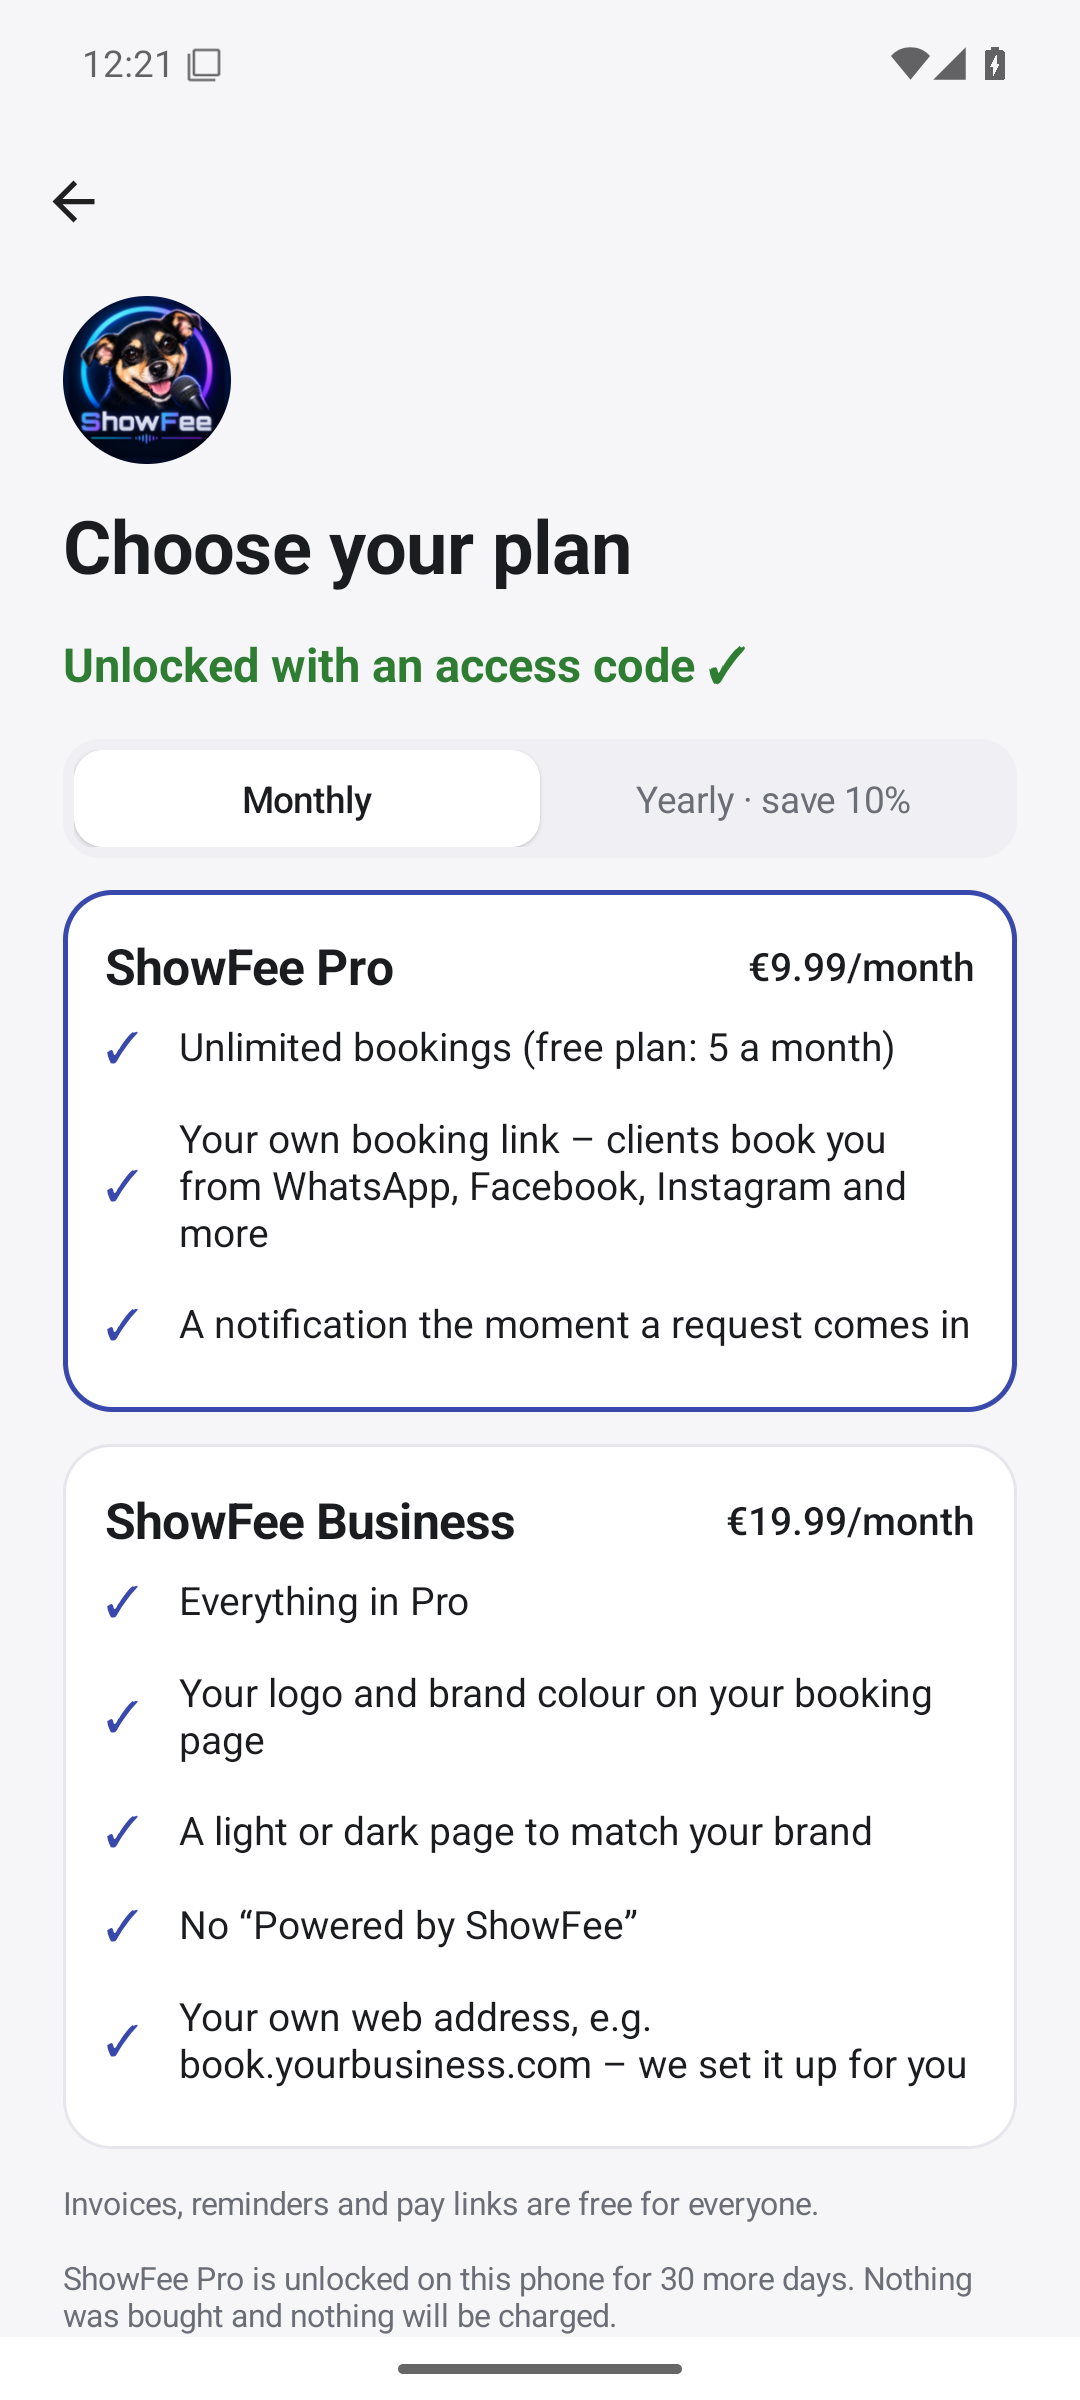 12:21
ShowFee
Choose your plan
Unlocked with an access code ✓
Monthly
Yearly · save 10%
ShowFee Pro
€9.99/month
✓ Unlimited bookings (free plan: 5 a month)
✓ Your own booking link – clients book you
from WhatsApp, Facebook, Instagram and
more
✓ A notification the moment a request comes in
ShowFee Business
€19.99/month
✓ Everything in Pro
✓ Your logo and brand colour on your booking
page
✓ A light or dark page to match your brand
✓ No “Powered by ShowFee”
✓ Your own web address, e.g.
book.yourbusiness.com – we set it up for you
Invoices, reminders and pay links are free for everyone.
ShowFee Pro is unlocked on this phone for 30 more days. Nothing
was bought and nothing will be charged.